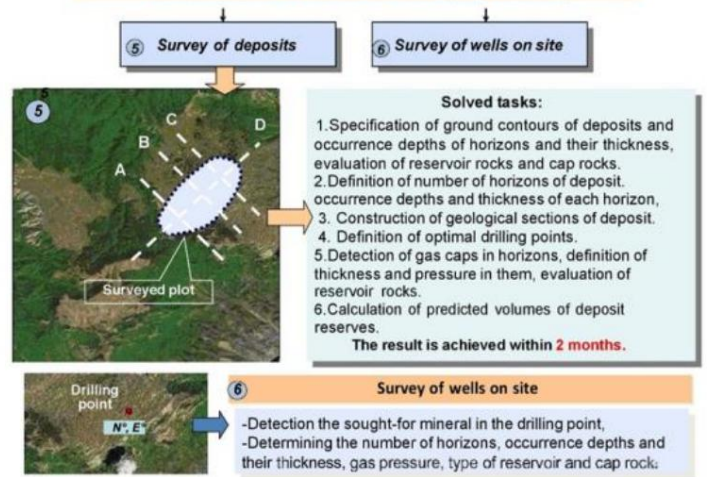 5 Survey of deposits
6 Survey of wells on site
5
5
A
B
C
D
Surveyed plot
Solved tasks:
1.Specification of ground contours of deposits and
occurrence depths of horizons and their thickness,
evaluation of reservoir rocks and cap rocks.
2.Definition of number of horizons of deposit.
occurrence depths and thickness of each horizon,
3. Construction of geological sections of deposit.
4. Definition of optimal drilling points.
5.Detection of gas caps in horizons, definition of
thickness and pressure in them, evaluation of
reservoir rocks.
6.Calculation of predicted volumes of deposit
reserves.
The result is achieved within 2 months.
Drilling
point
N°, E°
6 Survey of wells on site
-Detection the sought-for mineral in the drilling point,
-Determining the number of horizons, occurrence depths and
their thickness, gas pressure, type of reservoir and cap rock.